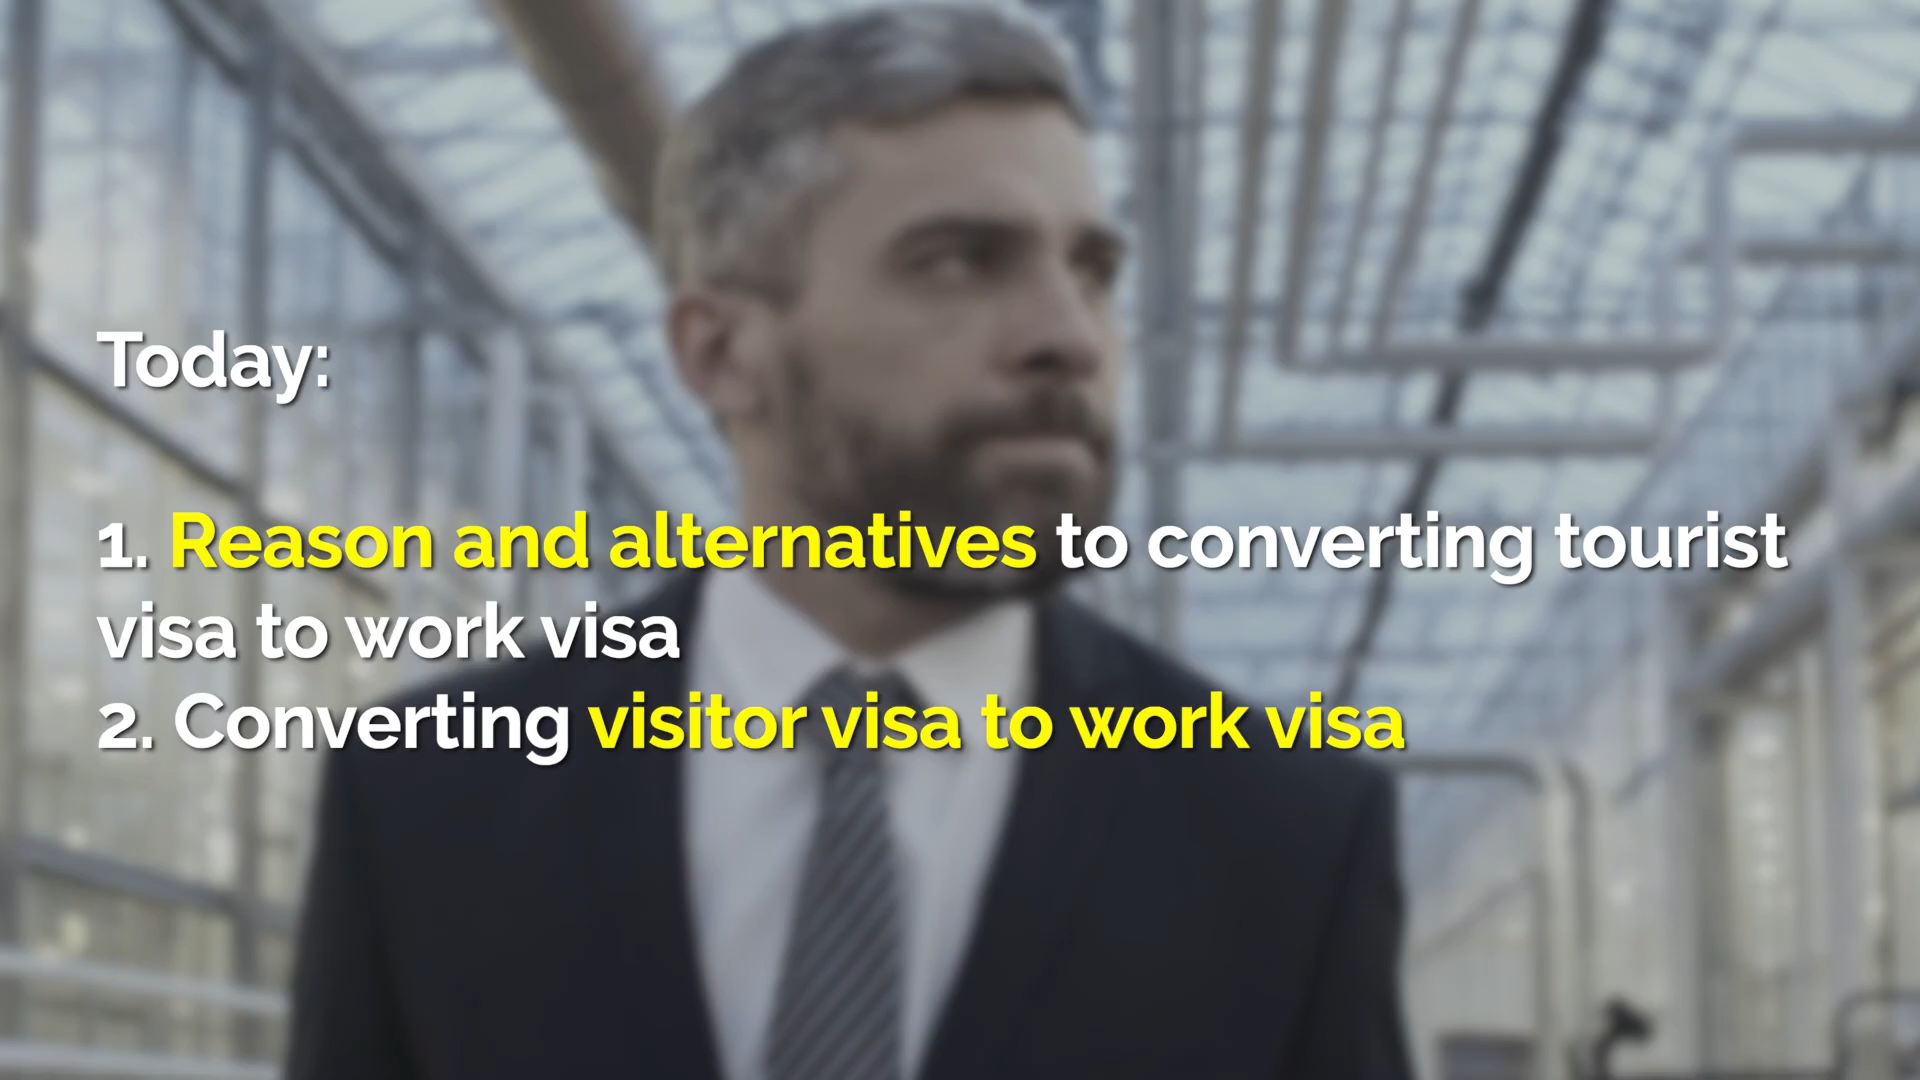 Today:
1. Reason and alternatives to converting tourist
visa to work visa
2. Converting visitor visa to work visa